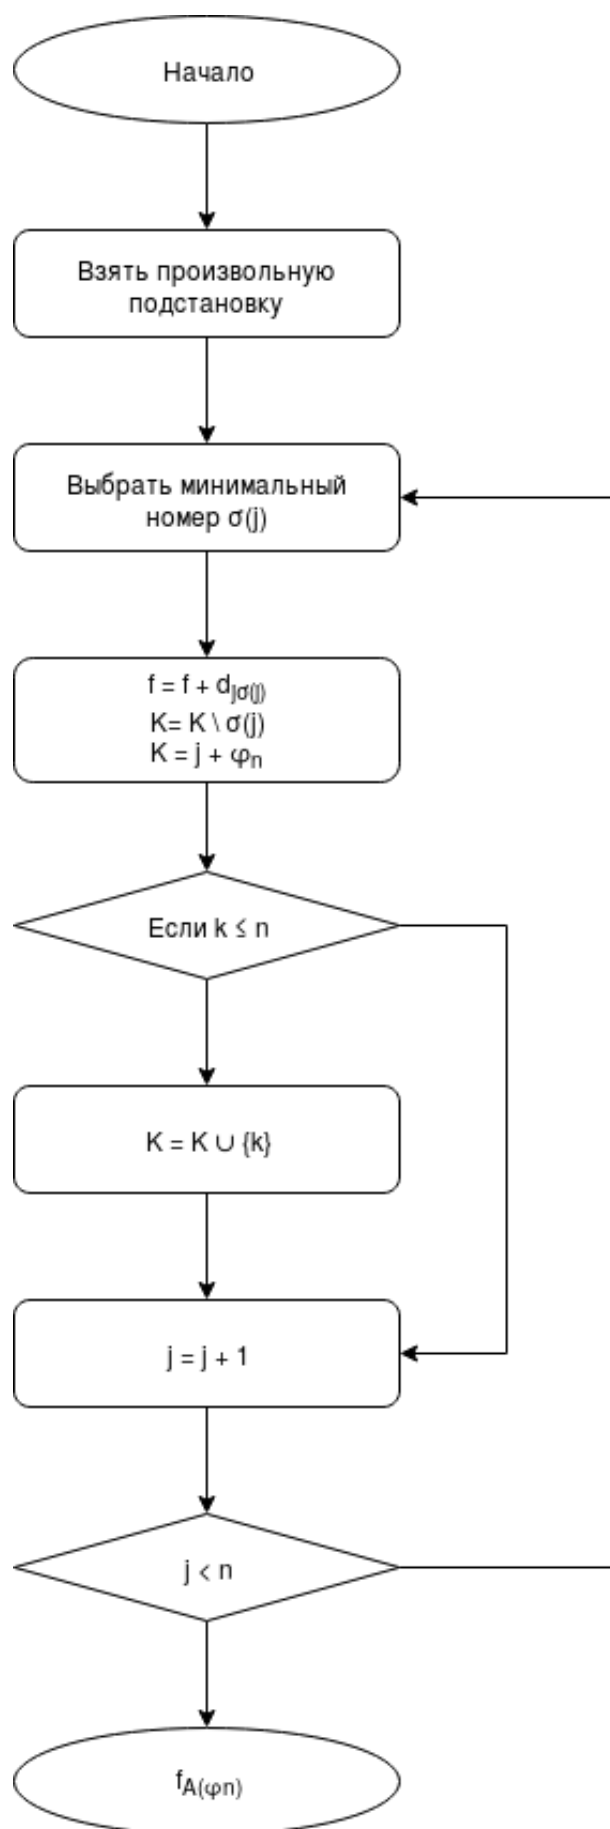 Начало
Взять произвольную
подстановку
Выбрать минимальный
номер σ(j)
f = f + d_{jσ(j)}
K= K \ σ(j)
K = j + φ_n
Если k ≤ n
K = K ∪ {k}
j = j + 1
j < n
f_{A(φn)}